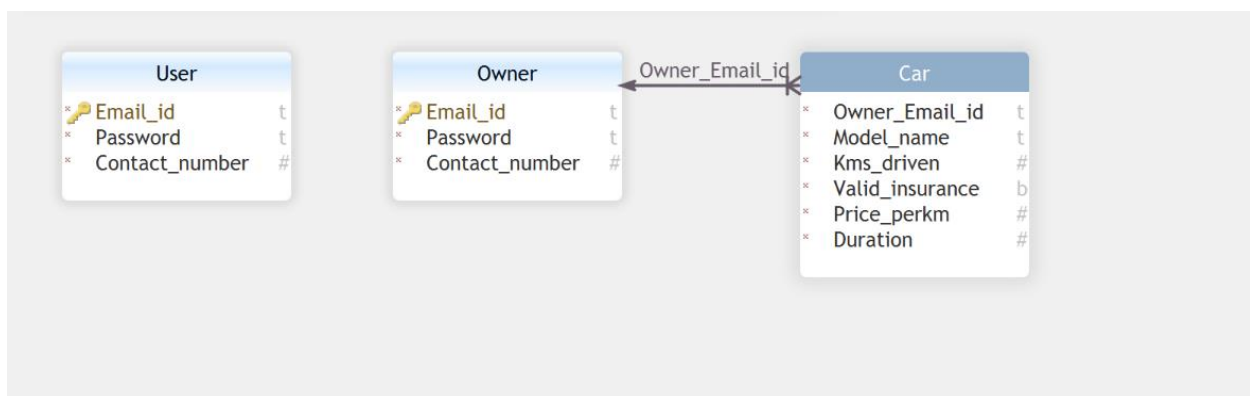 User
Email_id t
Password t
Contact_number #
Owner
Email_id t
Password t
Contact_number #
Owner_Email_id
Car
Owner_Email_id t
Model_name t
Kms_driven #
Valid_insurance b
Price_perkm #
Duration #